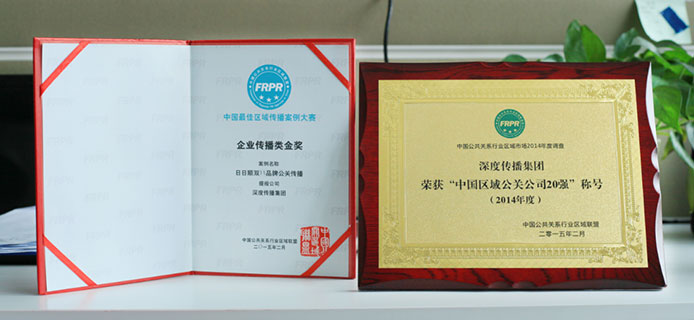 FRPR
中国最佳区域传播案例大赛
企业传播类金奖
案例名称
日日顺发
品牌公关传播
提报公司
深度传播集团
中国公共关系行业区域联盟
二〇一五年二月
FRPR
中国公共关系行业区域市场2014年度调查
深度传播集团
荣获“中国区域公关公司20强”称号
(2014年度)
中国公共关系行业区域联盟
二零一五年二月